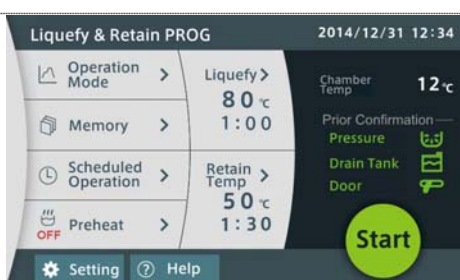 Liquefy & Retain PROG
2014/12/31 12:34
Operation
Mode >
Memory >
Scheduled
Operation >
OFF Preheat >
Liquefy >
80 ℃
1:00
Retain
Temp >
50 ℃
1:30
Chamber
Temp 12 ℃
Prior Confirmation
Pressure
Drain Tank
Door
Start
Setting
? Help